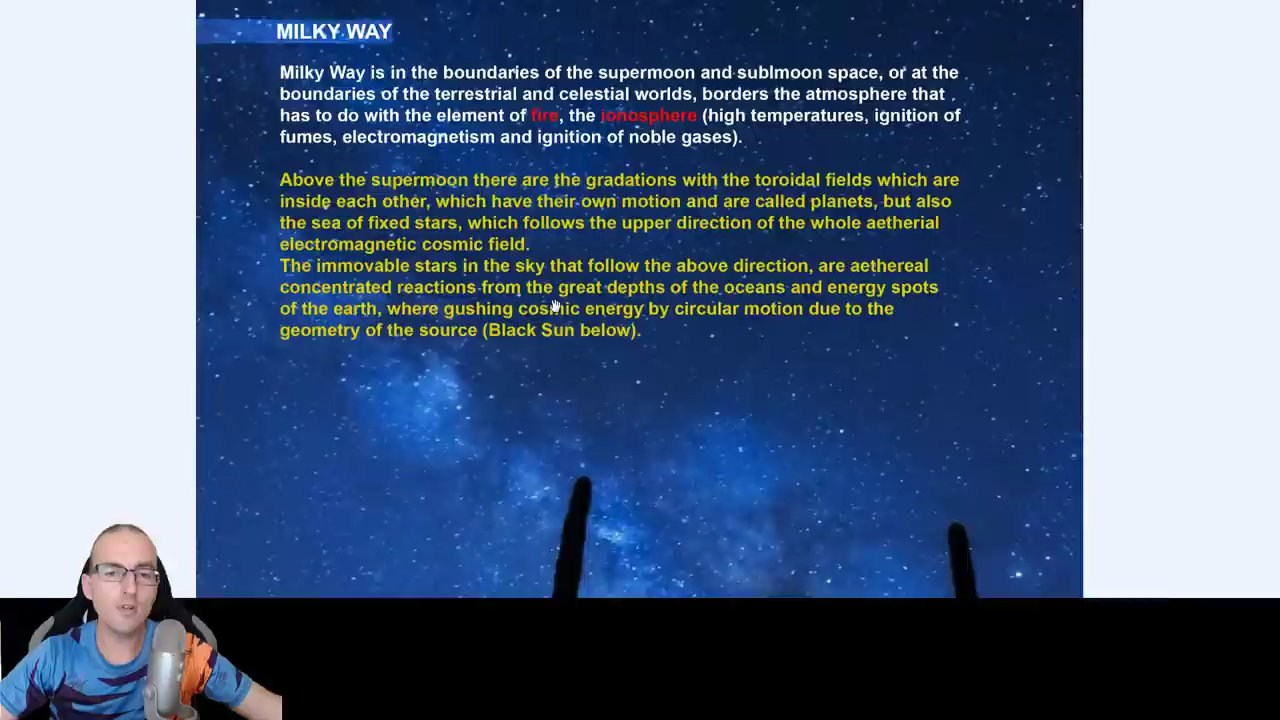 MILKY WAY
Milky Way is in the boundaries of the supermoon and sublmoon space, or at the
boundaries of the terrestrial and celestial worlds, borders the atmosphere that
has to do with the element of fire, the ionosphere (high temperatures, ignition of
fumes, electromagnetism and ignition of noble gases).
Above the supermoon there are the gradations with the toroidal fields which are
inside each other, which have their own motion and are called planets, but also
the sea of fixed stars, which follows the upper direction of the whole aetherial
electromagnetic cosmic field.
The immovable stars in the sky that follow the above direction, are aethereal
concentrated reactions from the great depths of the oceans and energy spots
of the earth, where gushing cosmic energy by circular motion due to the
geometry of the source (Black Sun below).